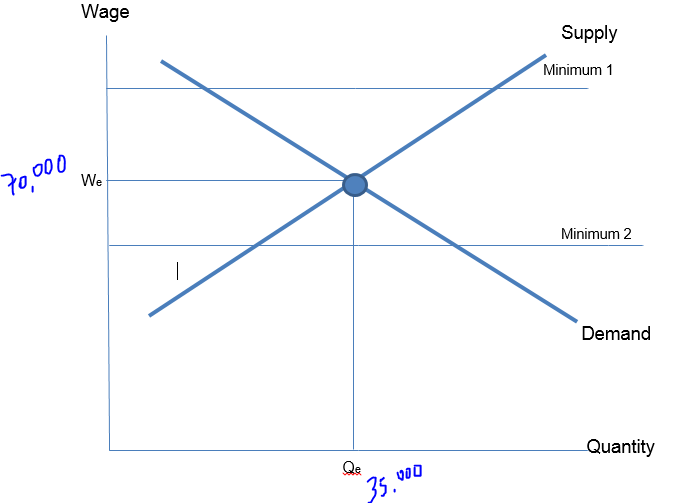 Wage
Supply
Minimum 1
70,000
We
Minimum 2
Demand
Quantity
Qe
35.000